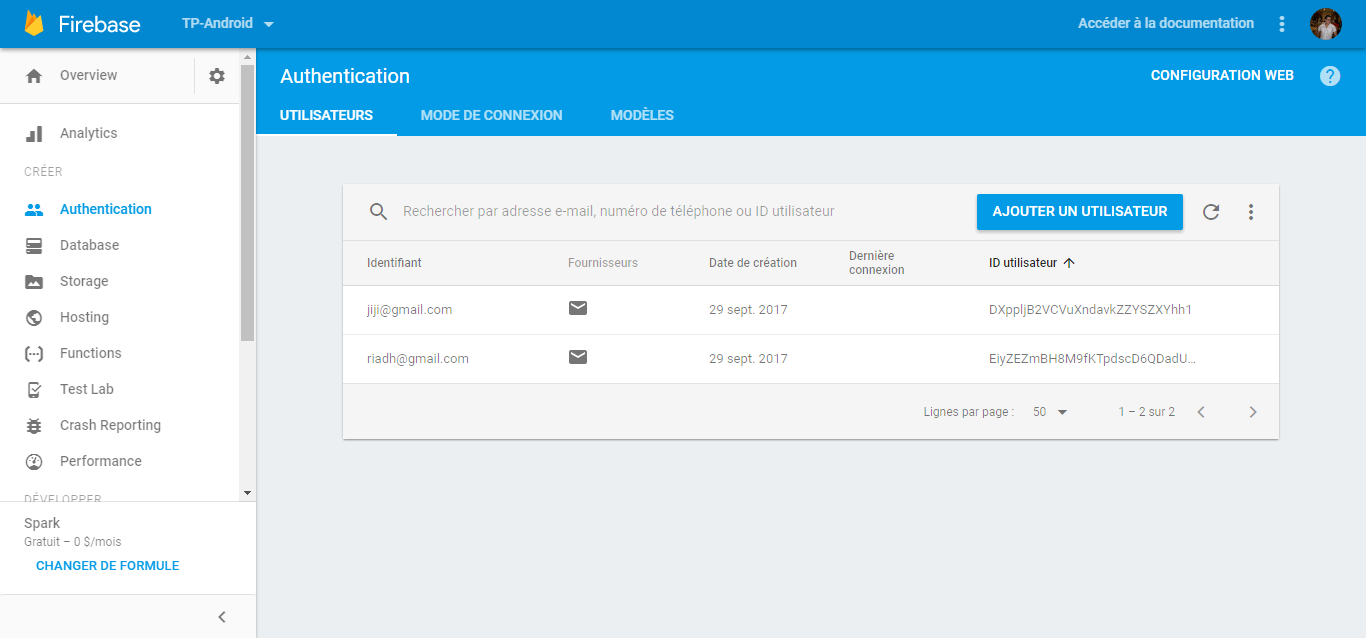 Firebase
TP-Android
Accéder à la documentation
Overview
Analytics
CRÉER
Authentication
Database
Storage
Hosting
Functions
Test Lab
Crash Reporting
Performance
DÉVELOPPER
Spark
Gratuit – 0 $/mois
CHANGER DE FORMULE
Authentication
CONFIGURATION WEB
?
UTILISATEURS MODE DE CONNEXION MODÈLES
Rechercher par adresse e-mail, numéro de téléphone ou ID utilisateur
AJOUTER UN UTILISATEUR
Identifiant Fournisseurs Date de création Dernière connexion ID utilisateur
jiji@gmail.com 29 sept. 2017 DXppljB2VCVuXndavkZZYSZXYhh1
riadh@gmail.com 29 sept. 2017 EiyZEZmBH8M9fKTpdscD6QDadU...
Lignes par page : 50 1 – 2 sur 2